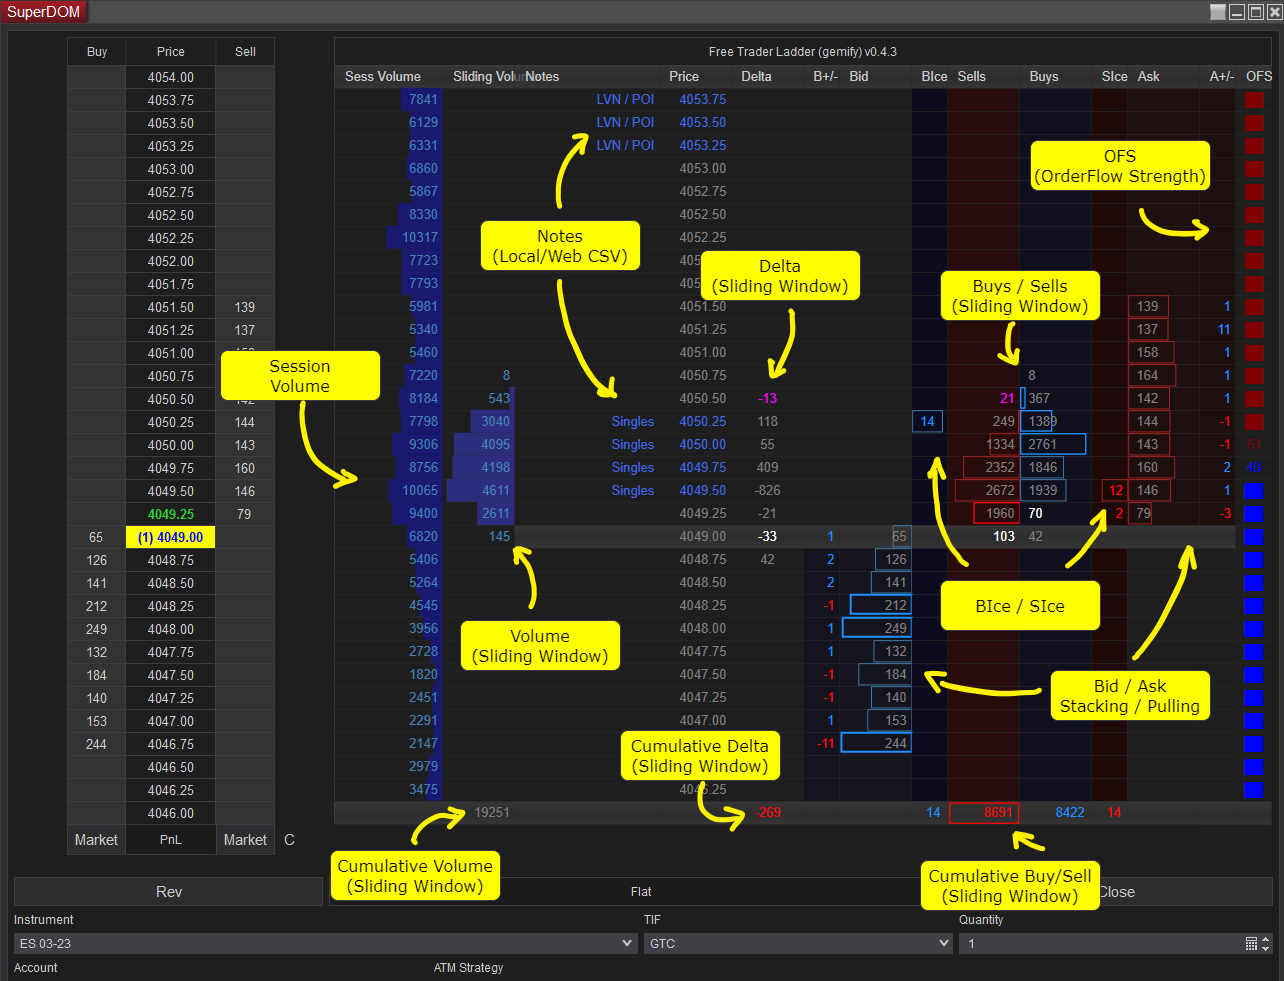 SuperDOM
Buy Price Sell
Free Trader Ladder (gemify) v0.4.3
Sess Volume Sliding Notes Price Delta B+/- Bid BIce Sells Buys SIce Ask A+/- OFS
4054.00
4053.75 7841 LVN / POI 4053.75
4053.50 6129 LVN / POI 4053.50
4053.25 6331 LVN / POI 4053.25
4053.00 6860 4053.00
OFS
(OrderFlow Strength)
4052.75 5867 4052.75
4052.50 8330 4052.50
4052.25 10317 4052.25
Notes
(Local/Web CSV)
4052.00 7723
4051.75 7793
Delta
(Sliding Window)
Buys / Sells
(Sliding Window)
4051.50 139 5981 4051.50 139 1
4051.25 137 5340 4051.25 137 11
4051.00 5460 4051.00 158 1
Session
Volume
4050.75 7220 8 4050.75 8 164 1
4050.50 142 8184 543 4050.50 -13 21 367 142 1
4050.25 144 7798 3040 Singles 4050.25 118 14 249 1389 144 -1
4050.00 143 9306 4095 Singles 4050.00 55 1334 2761 143 -1 51
4049.75 160 8756 4198 Singles 4049.75 409 2352 1846 160 2 49
4049.50 146 10065 4611 Singles 4049.50 -826 2672 1939 12 146 1
4049.25 79 9400 2611 4049.25 -21 1960 70 2 79 -3
65 (1) 4049.00 6820 145 4049.00 -33 1 65 103 42
126 4048.75 5406 4048.75 42 2 126
141 4048.50 5264 4048.50 2 141
212 4048.25 4545 4048.25 -1 212
BIce / SIce
249 4048.00 3956 4048.00 1 249
Volume
(Sliding Window)
132 4047.75 2728 4047.75 1 132
184 4047.50 1820 4047.50 -1 184
140 4047.25 2451 4047.25 -1 140
Bid / Ask
Stacking / Pulling
153 4047.00 2291 4047.00 1 153
244 4046.75 2147 -11 244
Cumulative Delta
(Sliding Window)
4046.50 2979
4046.25 3475 4046.25
4046.00 19251 -269 14 8691 8422 14
Market PnL Market C
Cumulative Volume
(Sliding Window)
Cumulative Buy/Sell
(Sliding Window)
Rev Flat Close
Instrument TIF Quantity
ES 03-23 GTC 1
Account ATM Strategy